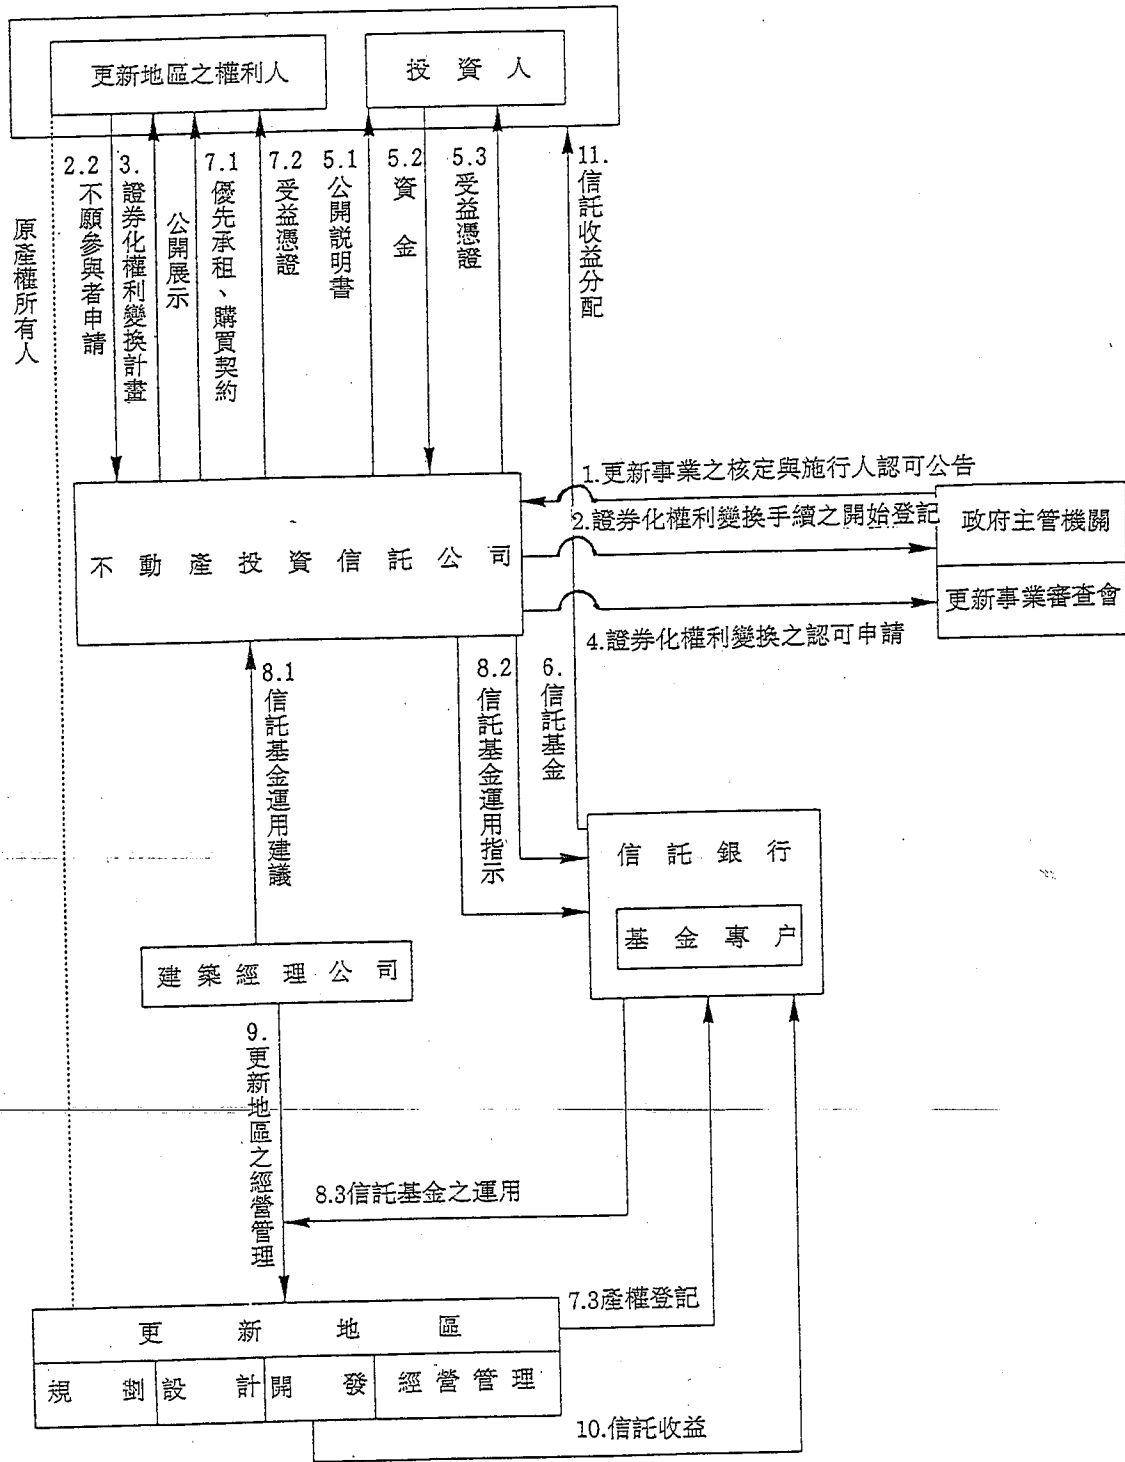 更新地區之權利人
投資人
2.2
不願參與者申請
3.
證券化權利變換計畫
公開展示
7.1
優先承租、購買契約
7.2
受益憑證
5.1
公開説明書
5.2
資金
5.3
受益憑證
11.
信託收益分配
原產權所有人
1.更新事業之核定與施行人認可公告
2.證券化權利變換手續之開始登記
政府主管機關
不動產投資信託公司
更新事業審查會
4.證券化權利變換之認可申請
8.1
信託基金運用建議
8.2
信託基金運用指示
6.
信託基金
信託銀行
基金專户
建築經理公司
9.
更新地區之經營管理
8.3信託基金之運用
7.3產權登記
更新地區
規劃
設計
開發
經營管理
10.信託收益